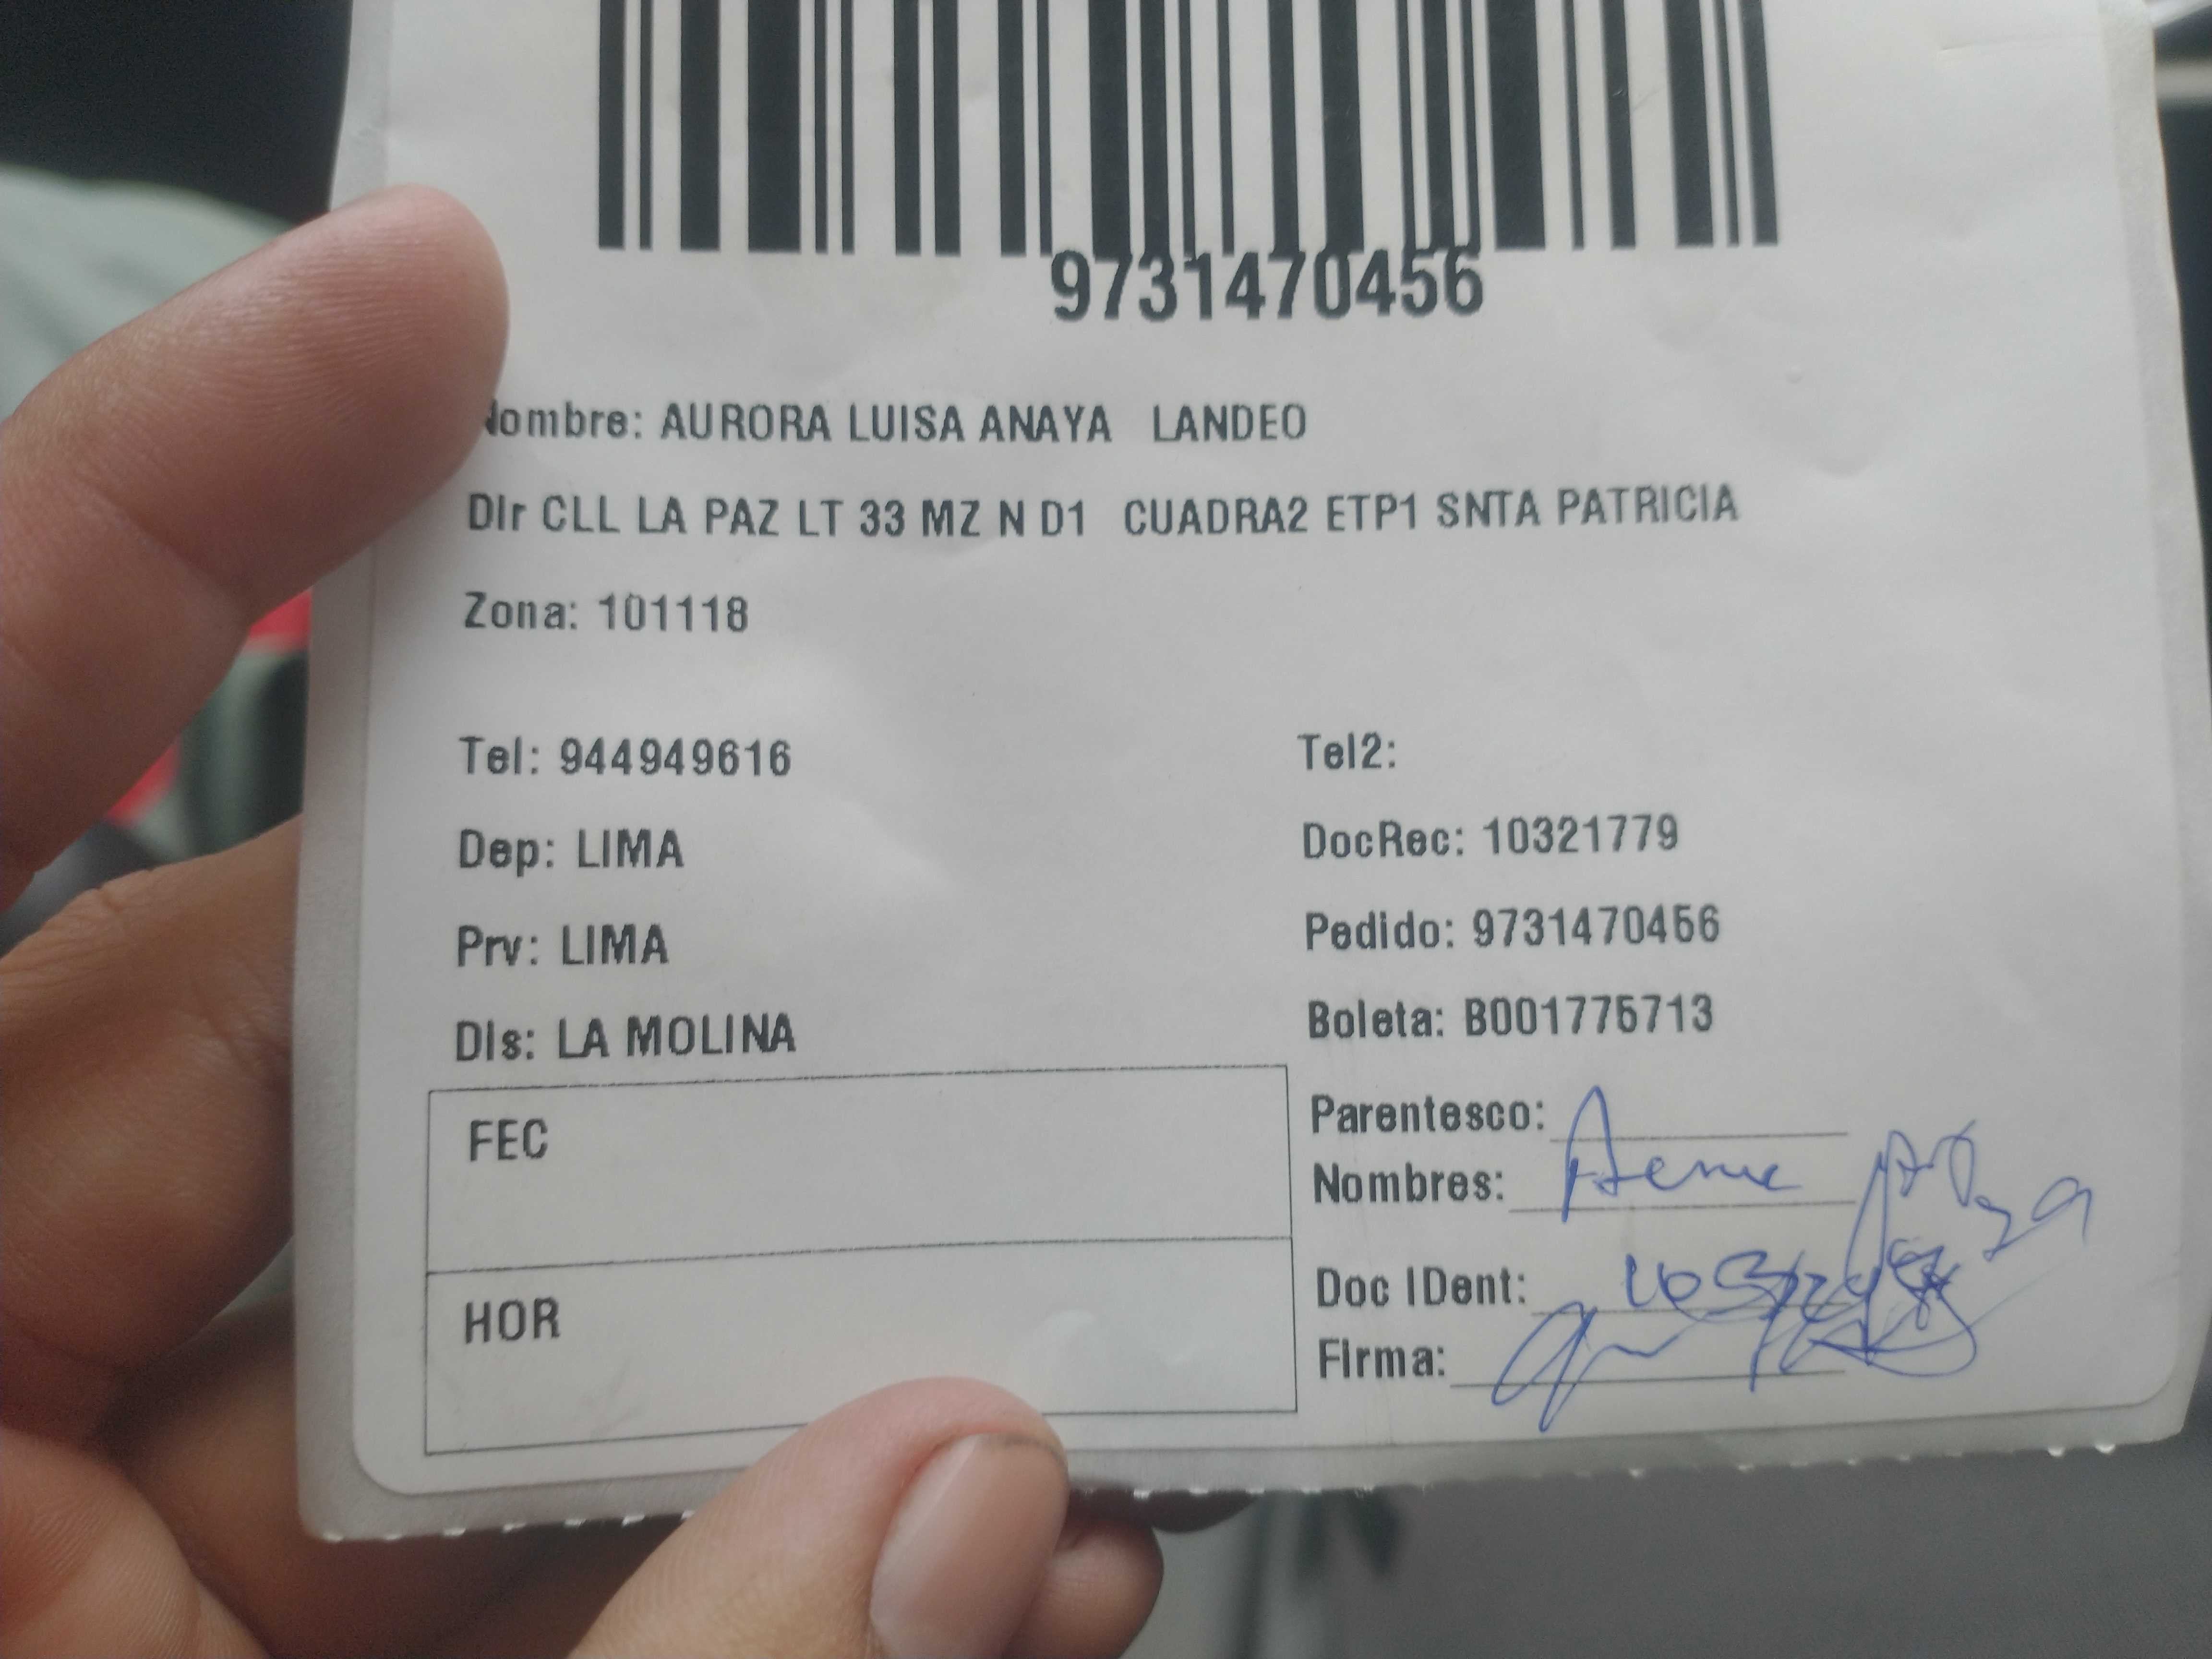 9731470456
Nombre: AURORA LUISA ANAYA LANDEO
DIr CLL LA PAZ LT 33 MZ N D1 CUADRA2 ETP1 SNTA PATRICIA
Zona: 101118
Tel: 944949616 Tel2:
Dep: LIMA DocRec: 10321779
Prv: LIMA Pedido: 9731470456
DIs: LA MOLINA Boleta: B001775713
FEC Parentesco:
Nombres:
HOR Doc IDent:
FIrma: